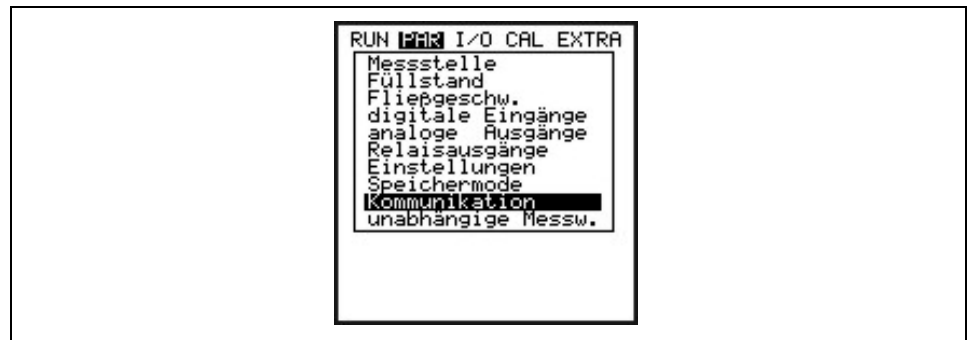 RUN PAR I/O CAL EXTRA
Messstelle
Füllstand
Fließgeschw.
digitale Eingänge
analoge Ausgänge
Relaisausgänge
Einstellungen
Speichermode
Kommunikation
unabhängige Messw.